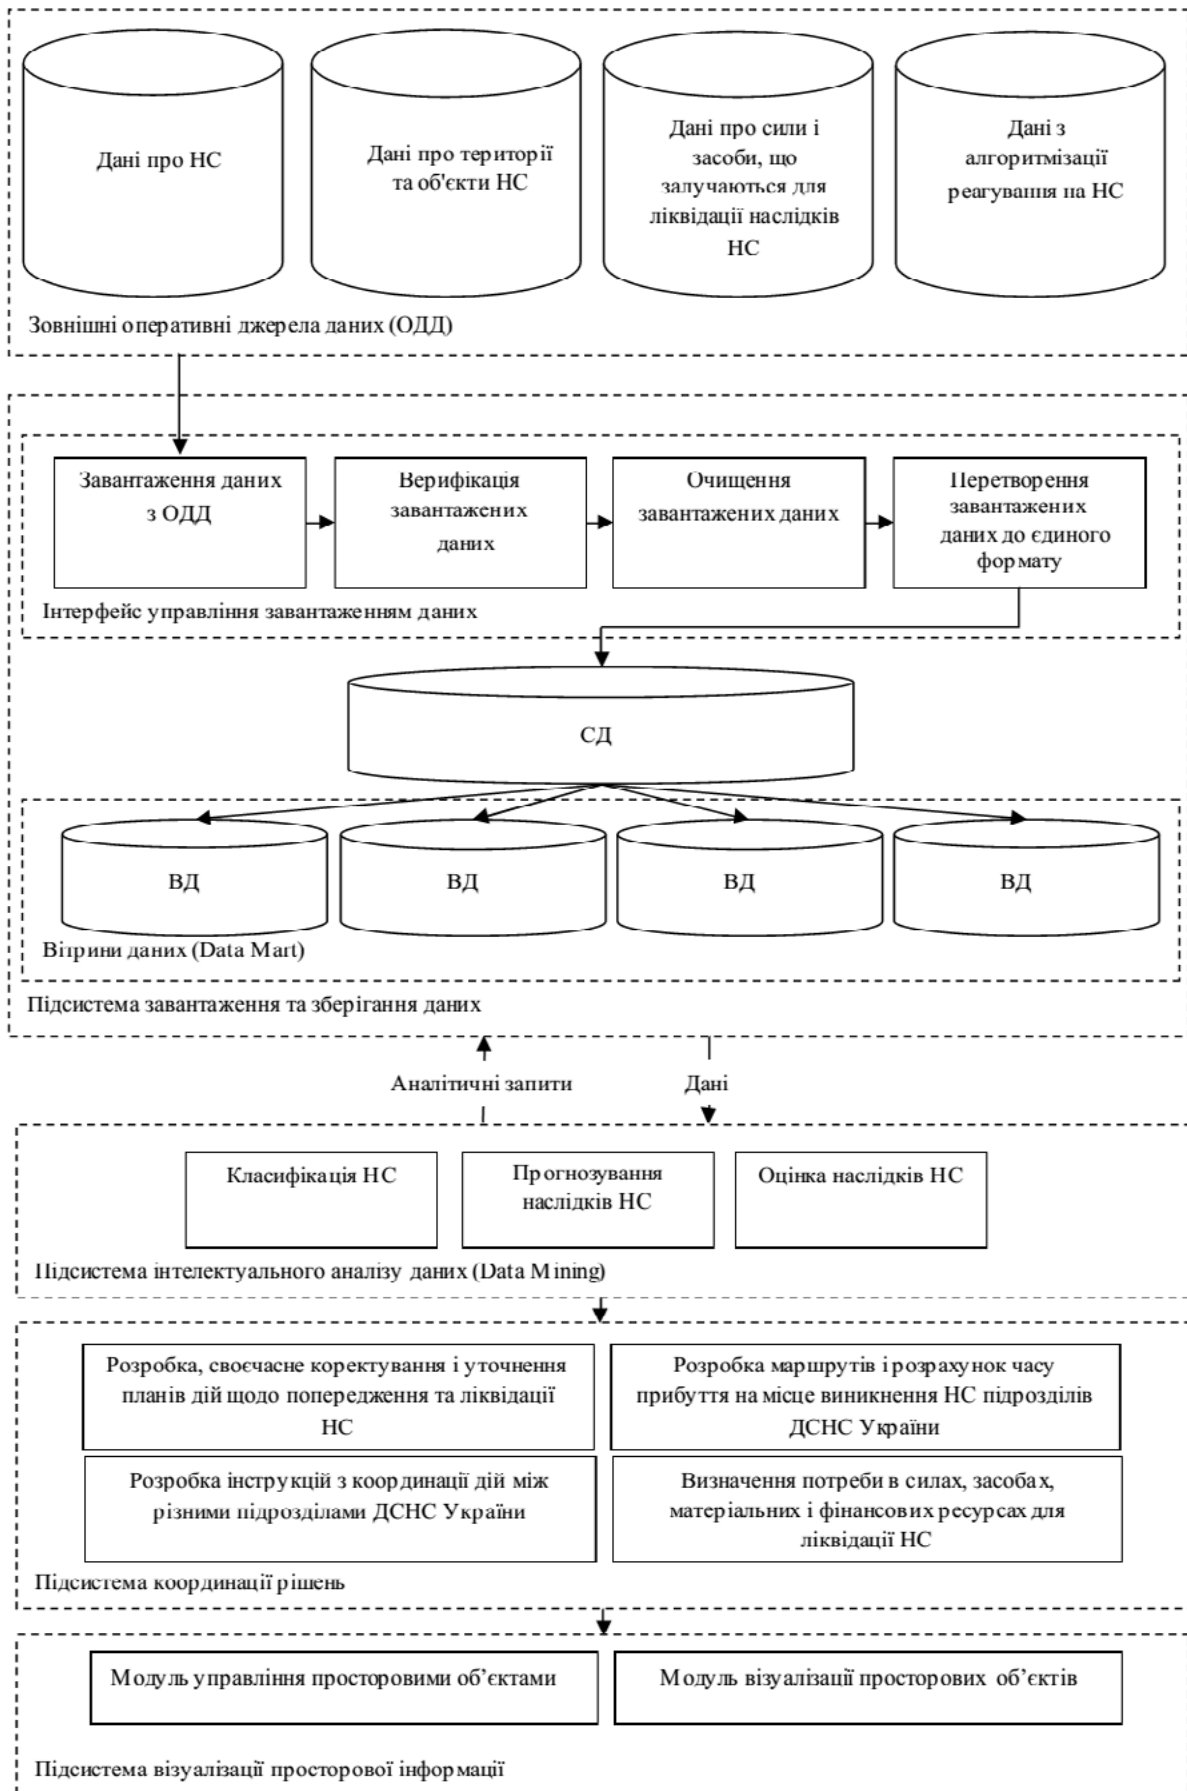 Дані про НС
Дані про території
та об'єкти НС
Дані про сили і
засоби, що
залучаються для
ліквідації наслідків
НС
Дані з
алгоритмізації
реагування на НС
Зовнішні оперативні джерела даних (ОДД)
Завантаження даних
з ОДД
Верифікація
завантажених
даних
Очищення
завантажених даних
Перетворення
завантажених
даних до єдиного
формату
Інтерфейс управління завантаженням даних
СД
ВД
ВД
ВД
ВД
Вітрини даних (Data Mart)
Підсистема завантаження та зберігання даних
Аналітичні запити
Дані
Класифікація НС
Прогнозування
наслідків НС
Оцінка наслідків НС
Підсистема інтелектуального аналізу даних (Data Mining)
Розробка, своєчасне коректування і уточнення
планів дій щодо попередження та ліквідації
НС
Розробка маршрутів і розрахунок часу
прибуття на місце виникнення НС підрозділів
ДСНС України
Розробка інструкцій з координації дій між
різними підрозділами ДСНС України
Визначення потреби в силах, засобах,
матеріальних і фінансових ресурсах для
ліквідації НС
Підсистема координації рішень
Модуль управління просторовими об’єктами
Модуль візуалізації просторових об’єктів
Підсистема візуалізації просторової інформації